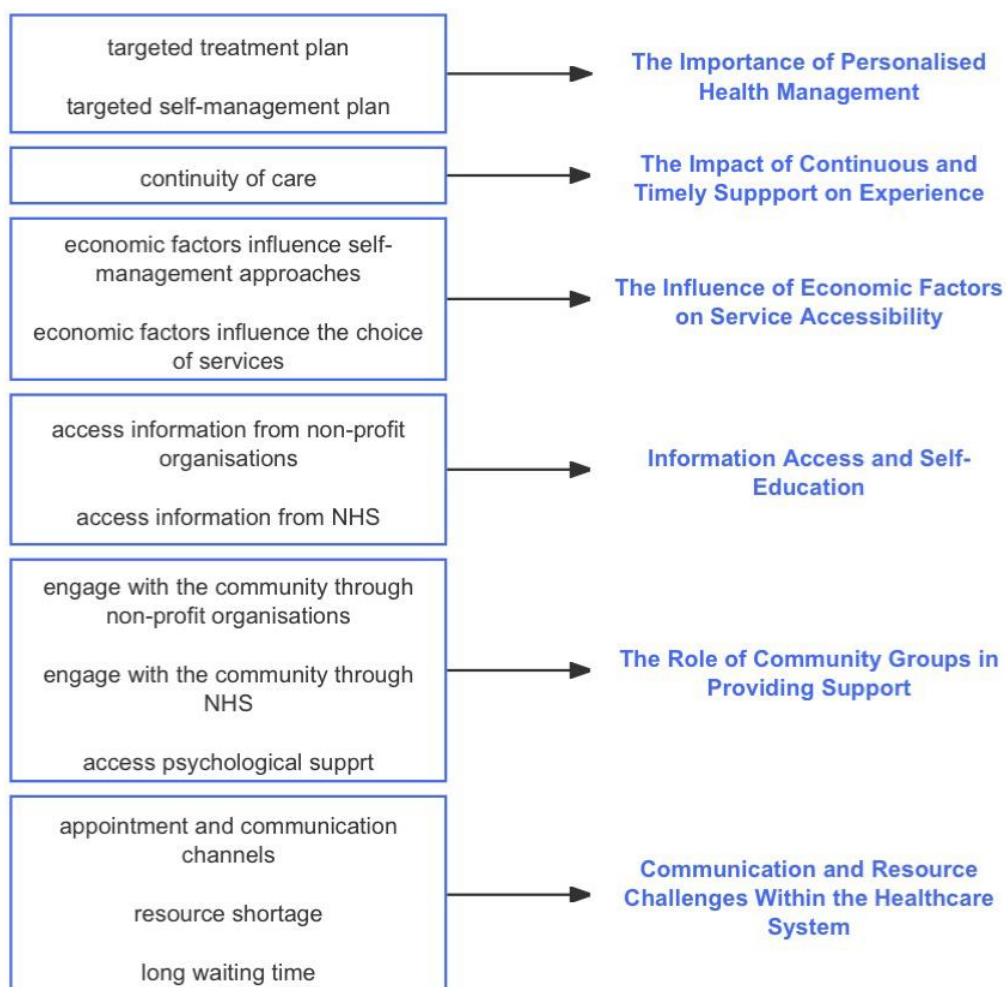 targeted treatment plan
targeted self-management plan
The Importance of Personalised
Health Management
continuity of care
The Impact of Continuous and
Timely Suppport on Experience
economic factors influence self-
management approaches
economic factors influence the choice
of services
The Influence of Economic Factors
on Service Accessibility
access information from non-profit
organisations
access information from NHS
Information Access and Self-
Education
engage with the community through
non-profit organisations
engage with the community through
NHS
access psychological supprt
The Role of Community Groups in
Providing Support
appointment and communication
channels
resource shortage
long waiting time
Communication and Resource
Challenges Within the Healthcare
System